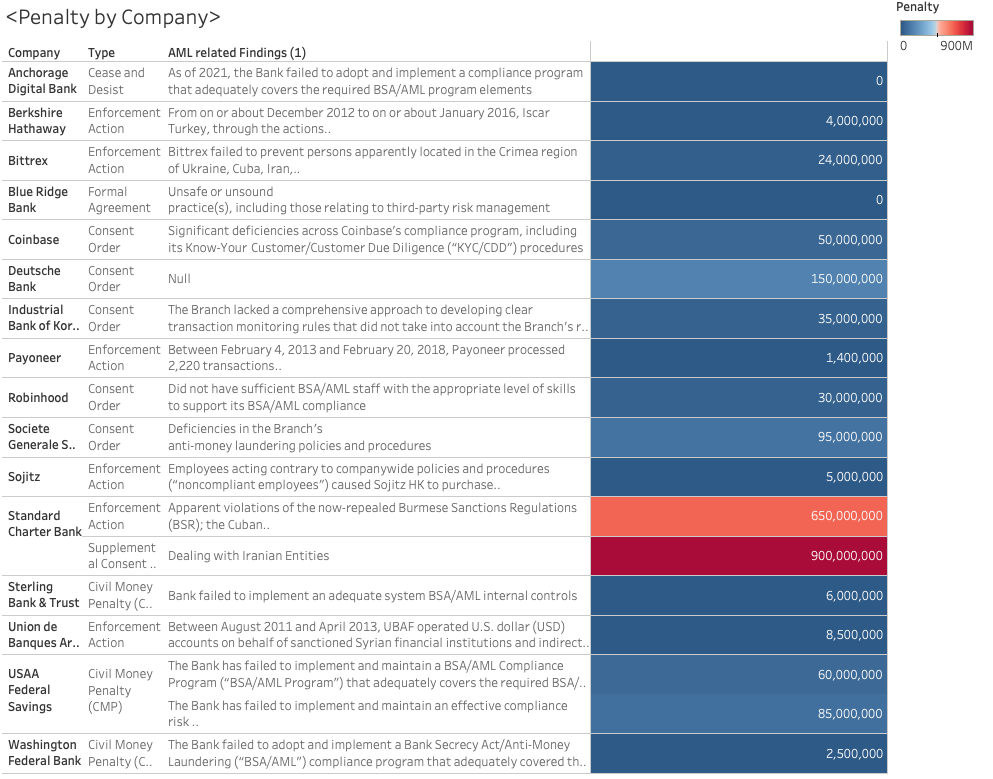 <Penalty by Company>
Penalty
0 900M
Company Type AML related Findings (1)
Anchorage
Digital Bank
Cease and
Desist
As of 2021, the Bank failed to adopt and implement a compliance program
that adequately covers the required BSA/AML program elements
0
Berkshire
Hathaway
Enforcement
Action
From on or about December 2012 to on or about January 2016, Iscar
Turkey, through the actions..
4,000,000
Bittrex
Enforcement
Action
Bittrex failed to prevent persons apparently located in the Crimea region
of Ukraine, Cuba, Iran,..
24,000,000
Blue Ridge
Bank
Formal
Agreement
Unsafe or unsound
practice(s), including those relating to third-party risk management
0
Coinbase
Consent
Order
Significant deficiencies across Coinbase's compliance program, including
its Know-Your Customer/Customer Due Diligence (“KYC/CDD”) procedures
50,000,000
Deutsche
Bank
Consent
Order
Null
150,000,000
Industrial
Bank of Kor..
Consent
Order
The Branch lacked a comprehensive approach to developing clear
transaction monitoring rules that did not take into account the Branch's r..
35,000,000
Payoneer
Enforcement
Action
Between February 4, 2013 and February 20, 2018, Payoneer processed
2,220 transactions..
1,400,000
Robinhood
Consent
Order
Did not have sufficient BSA/AML staff with the appropriate level of skills
to support its BSA/AML compliance
30,000,000
Societe
Generale S..
Consent
Order
Deficiencies in the Branch's
anti-money laundering policies and procedures
95,000,000
Sojitz
Enforcement
Action
Employees acting contrary to companywide policies and procedures
(“noncompliant employees”) caused Sojitz HK to purchase..
5,000,000
Standard
Charter Bank
Enforcement
Action
Apparent violations of the now-repealed Burmese Sanctions Regulations
(BSR); the Cuban..
650,000,000
Supplement
al Consent ..
Dealing with Iranian Entities
900,000,000
Sterling
Bank & Trust
Civil Money
Penalty (C..
Bank failed to implement an adequate system BSA/AML internal controls
6,000,000
Union de
Banques Ar..
Enforcement
Action
Between August 2011 and April 2013, UBAF operated U.S. dollar (USD)
accounts on behalf of sanctioned Syrian financial institutions and indirect..
8,500,000
USAA
Federal
Savings
Civil Money
Penalty
(CMP)
The Bank has failed to implement and maintain a BSA/AML Compliance
Program (“BSA/AML Program”) that adequately covers the required BSA/..
60,000,000
The Bank has failed to implement and maintain an effective compliance
risk ..
85,000,000
Washington
Federal Bank
Civil Money
Penalty (C..
The Bank failed to adopt and implement a Bank Secrecy Act/Anti-Money
Laundering (“BSA/AML”) compliance program that adequately covered th..
2,500,000